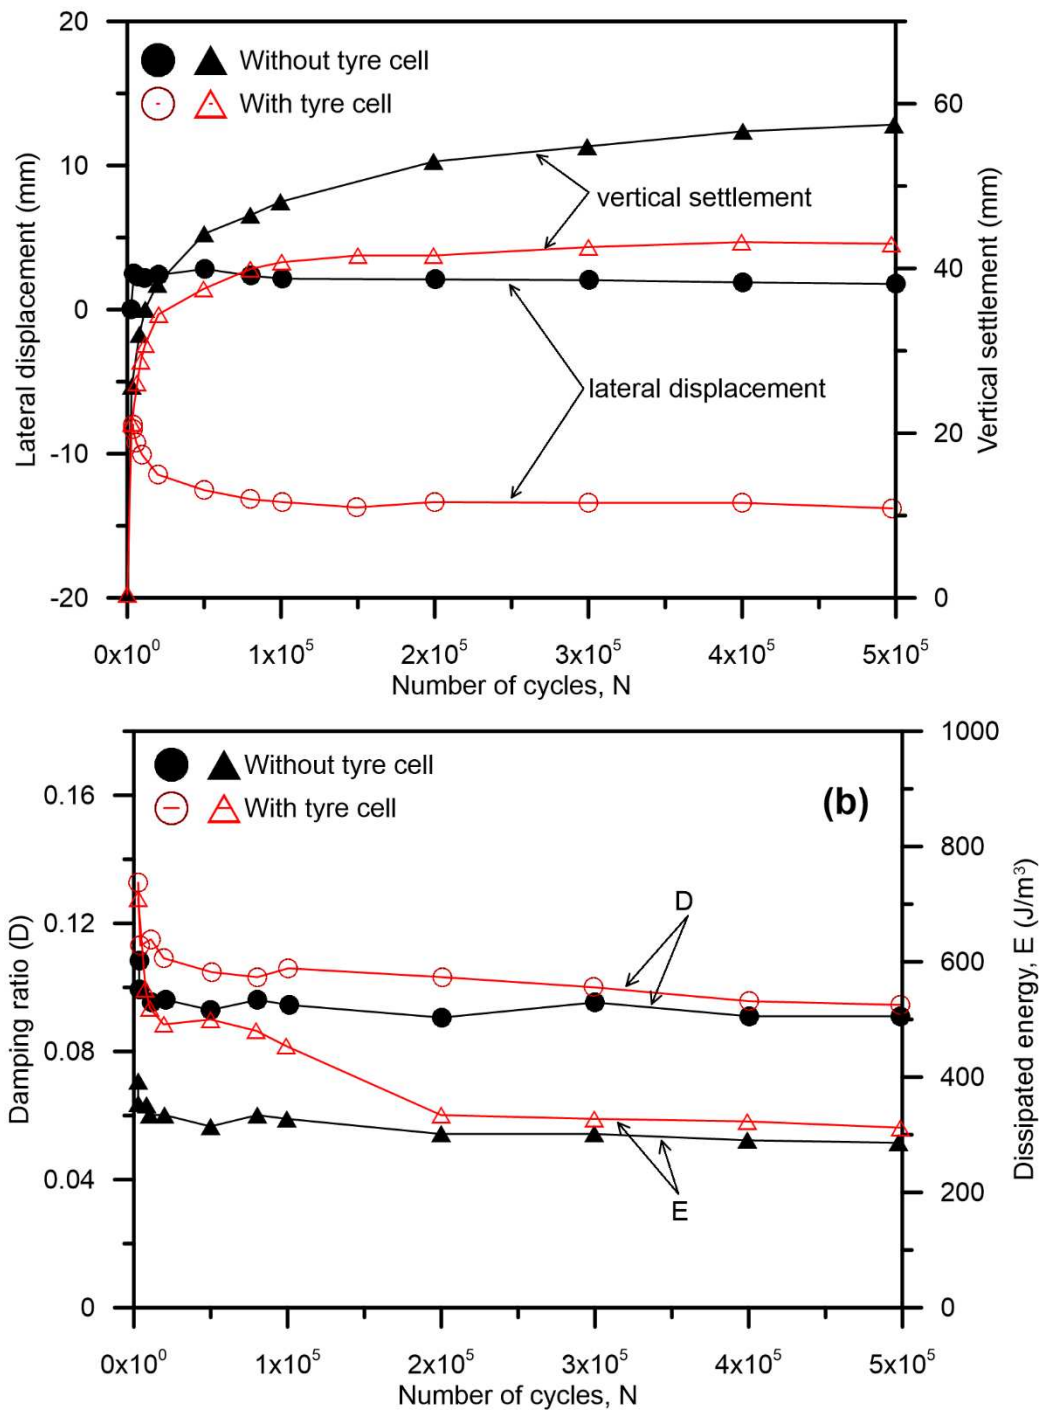 20
10
0
-10
-20
Lateral displacement (mm)
Without tyre cell
With tyre cell
vertical settlement
lateral displacement
60
40
20
0
Vertical settlement (mm)
0x10⁰
1x10⁵
2x10⁵
3x10⁵
4x10⁵
5x10⁵
Number of cycles, N
0.16
0.12
0.08
0.04
0
Damping ratio (D)
Without tyre cell
With tyre cell
(b)
D
E
1000
800
600
400
200
0
Dissipated energy, E (J/m³)
0x10⁰
1x10⁵
2x10⁵
3x10⁵
4x10⁵
5x10⁵
Number of cycles, N